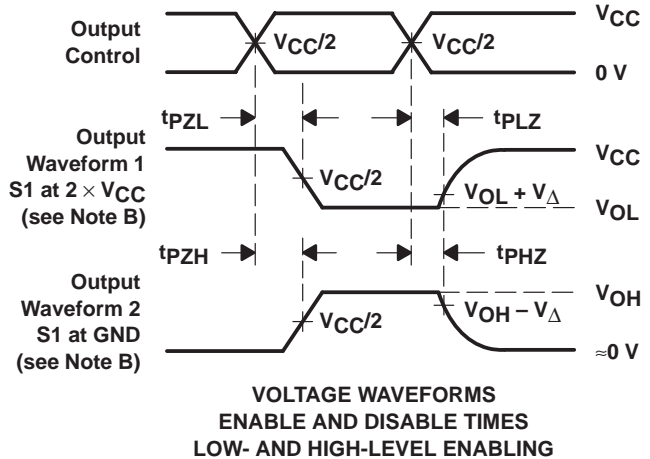 Output
Control
VCC/2
VCC/2
VCC
0 V
tPZL
tPLZ
Output
Waveform 1
S1 at 2 × VCC
(see Note B)
VCC/2
VCC
VOL + VΔ
VOL
tPZH
tPHZ
Output
Waveform 2
S1 at GND
(see Note B)
VCC/2
VOH
VOH − VΔ
≈0 V
VOLTAGE WAVEFORMS
ENABLE AND DISABLE TIMES
LOW- AND HIGH-LEVEL ENABLING